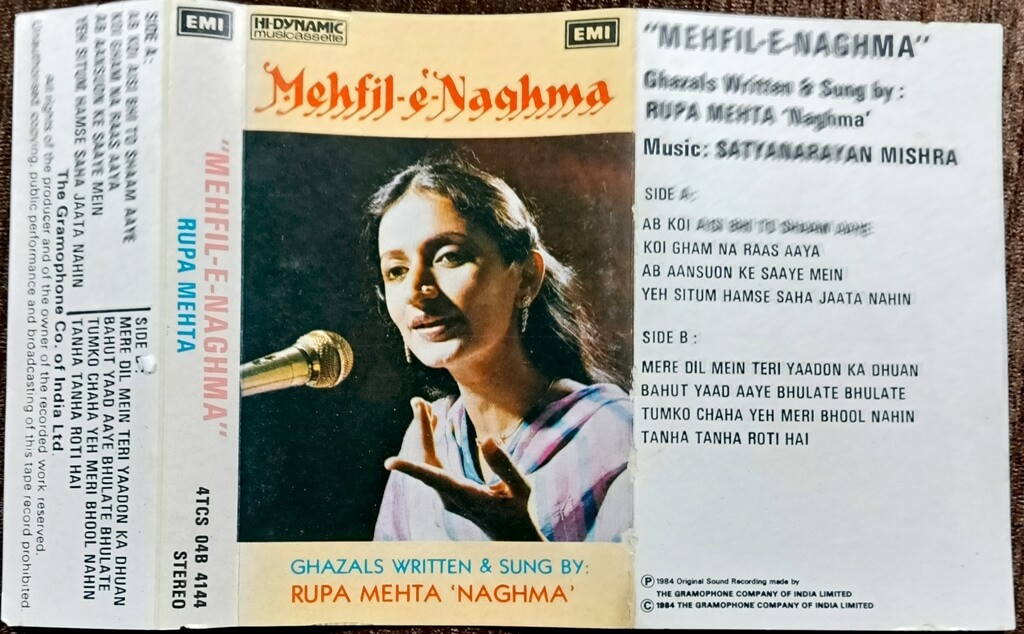 SIDE A:
AB KOI AISI BHI TO SHAAM AAYE
KOI GHAM NA RAAS AAYA
AB AANSUON KE SAAYE MEIN
YEH SITUM HAMSE SAHA JAATA NAHIN
SIDE B:
MERE DIL MEIN TERI YAADON KA DHUAN
BAHUT YAAD AAYE BHULATE BHULATE
TUMKO CHAHA YEH MERI BHOOL NAHIN
TANHA TANHA ROTI HAI
The Gramophone Co. of India Ltd
All rights of the producer and of the owner of the recorded work reserved.
Unauthorised copying, public performance and broadcasting of this tape record prohibited.
EMI
"MEHFIL-E-NAGHMA"
RUPA MEHTA
4TCS 04B 4144
STEREO
HI-DYNAMIC
musicassette
EMI
Mehfil-e-Naghma
GHAZALS WRITTEN & SUNG BY:
RUPA MEHTA 'NAGHMA'
"MEHFIL-E-NAGHMA"
Ghazals Written & Sung by:
RUPA MEHTA 'Naghma'
Music: SATYANARAYAN MISHRA
SIDE A:
AB KOI AISI BHI TO SHAAM AAYE
KOI GHAM NA RAAS AAYA
AB AANSUON KE SAAYE MEIN
YEH SITUM HAMSE SAHA JAATA NAHIN
SIDE B:
MERE DIL MEIN TERI YAADON KA DHUAN
BAHUT YAAD AAYE BHULATE BHULATE
TUMKO CHAHA YEH MERI BHOOL NAHIN
TANHA TANHA ROTI HAI
Ⓟ 1984 Original Sound Recording made by
THE GRAMOPHONE COMPANY OF INDIA LIMITED
© 1984 THE GRAMOPHONE COMPANY OF INDIA LIMITED